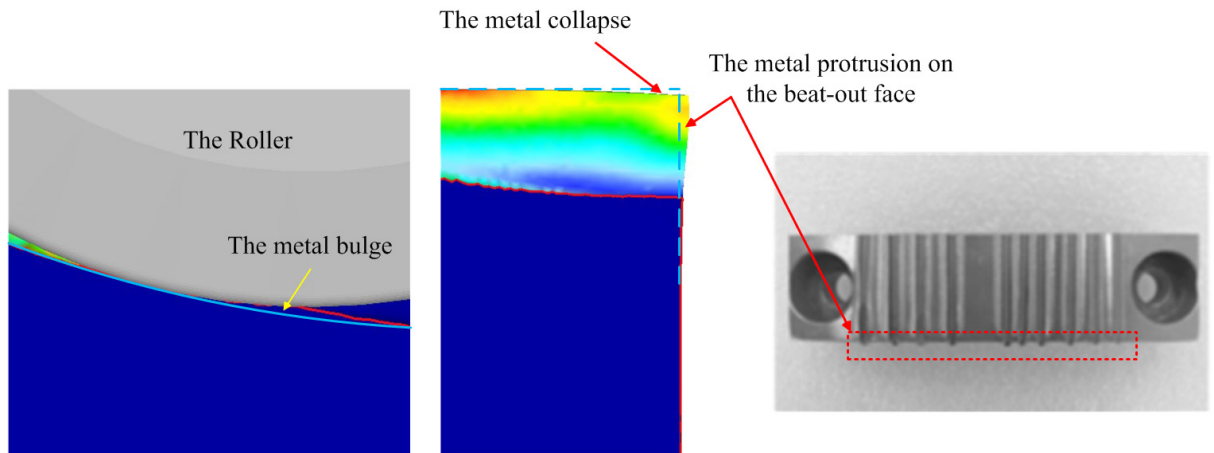 The metal collapse
The metal protrusion on
the beat-out face
The Roller
The metal bulge